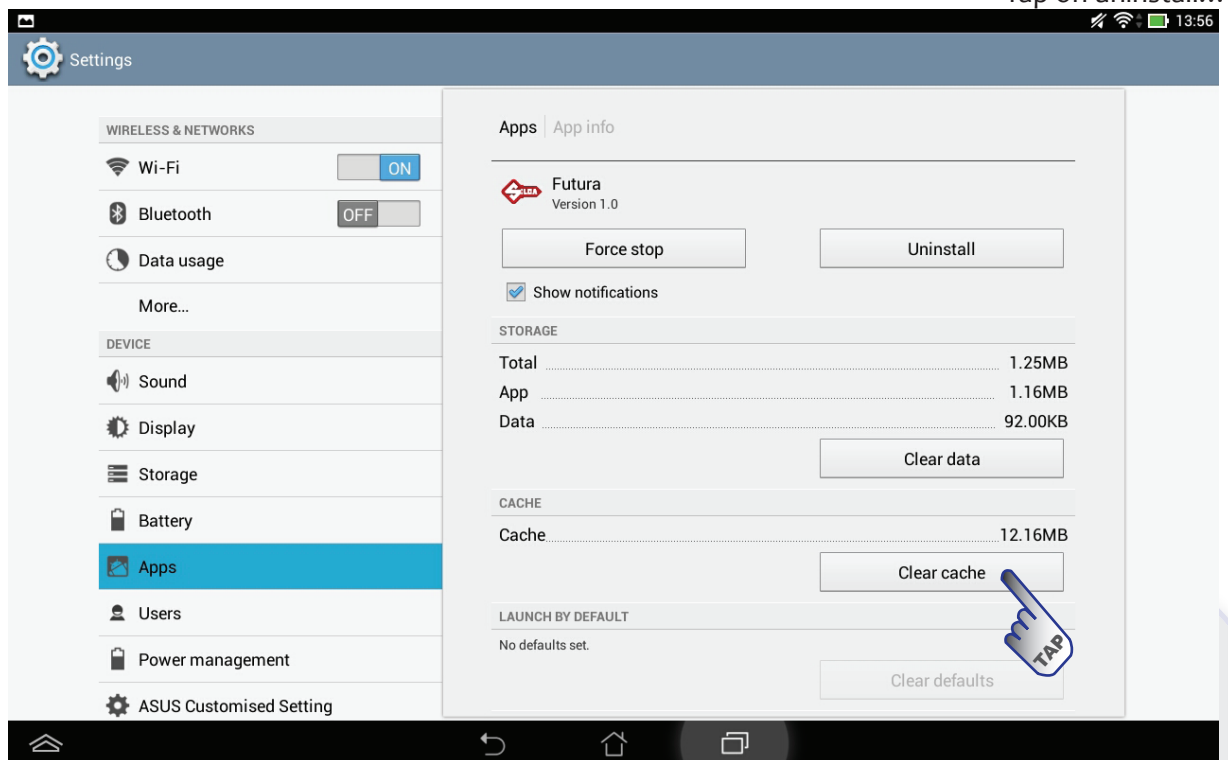 13:56
Settings
WIRELESS & NETWORKS
Wi-Fi ON
Bluetooth OFF
Data usage
More...
DEVICE
Sound
Display
Storage
Battery
Apps
Users
Power management
ASUS Customised Setting
Apps App info
SILCA
Futura
Version 1.0
Force stop Uninstall
Show notifications
STORAGE
Total 1.25MB
App 1.16MB
Data 92.00KB
Clear data
CACHE
Cache 12.16MB
Clear cache
TAP
LAUNCH BY DEFAULT
No defaults set.
Clear defaults